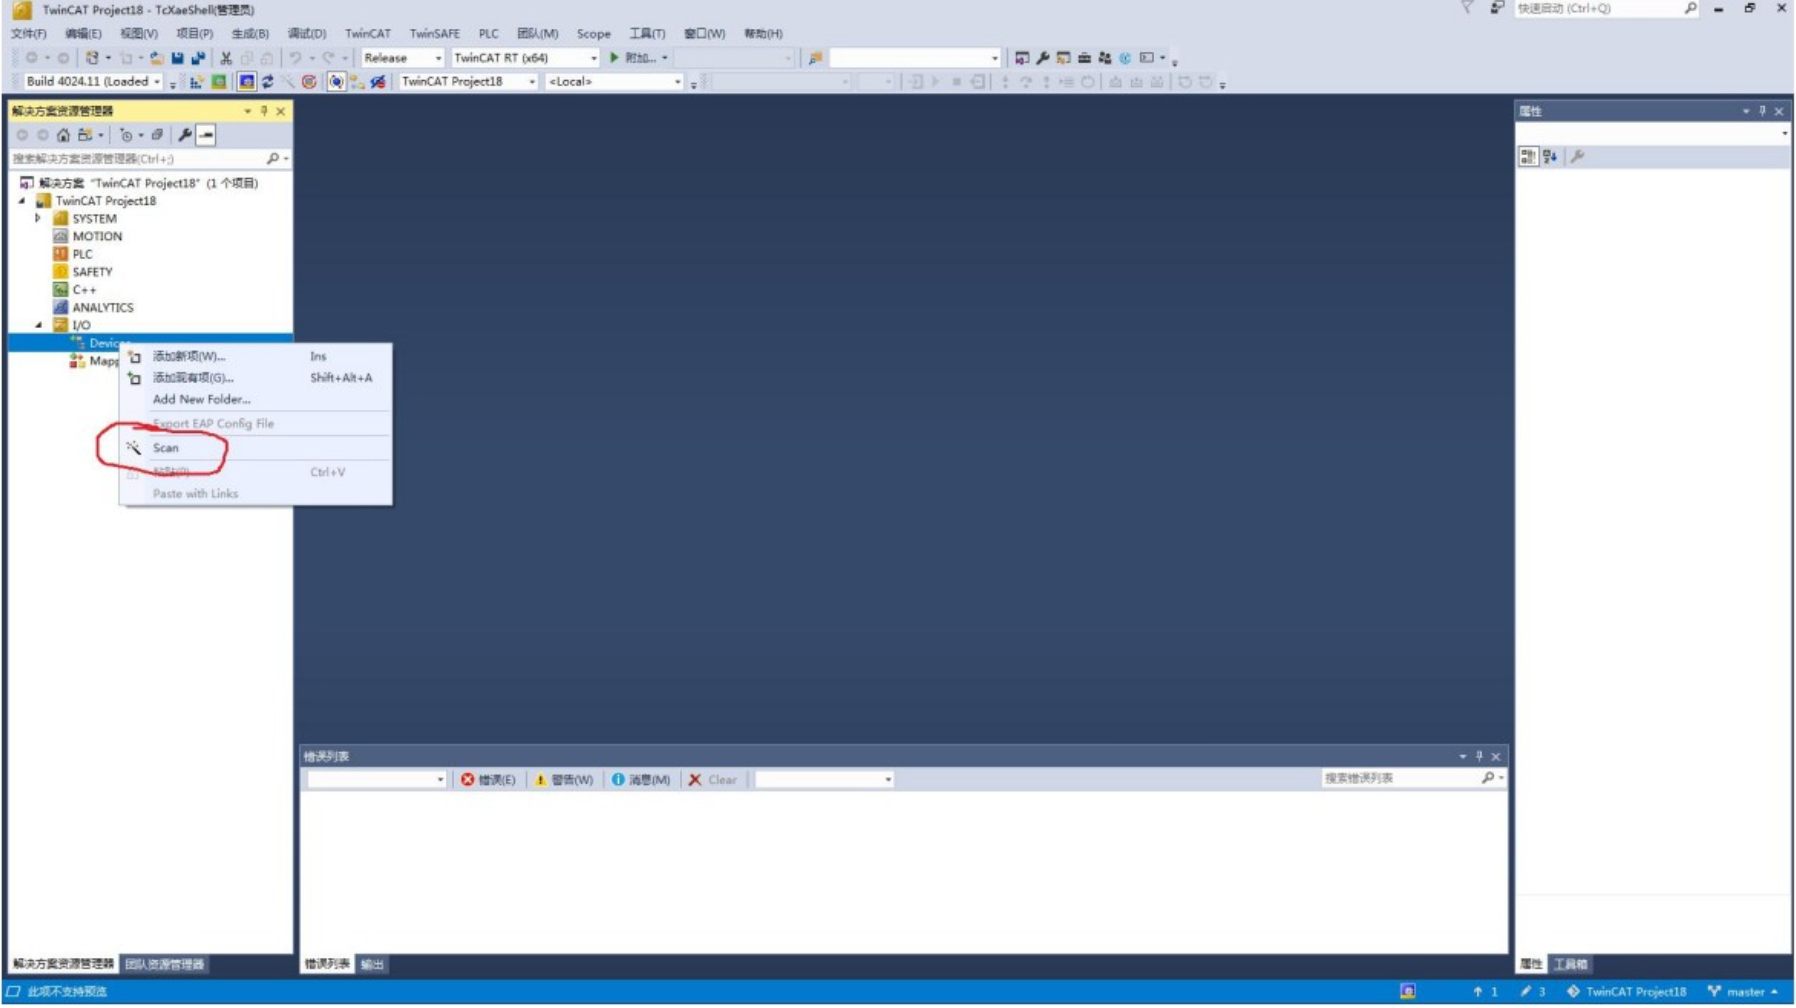 TwinCAT Project18 - TcXaeShell(管理员)
快速启动 (Ctrl+Q)
文件(F) 编辑(E) 视图(V) 项目(P) 生成(B) 调试(D) TwinCAT TwinSAFE PLC 团队(M) Scope 工具(T) 窗口(W) 帮助(H)
Release TwinCAT RT (x64) 附加...
Build 4024.11 (Loaded TwinCAT Project18 <Local>
解决方案资源管理器
搜索解决方案资源管理器(Ctrl+;)
解决方案 "TwinCAT Project18" (1 个项目)
TwinCAT Project18
SYSTEM
MOTION
PLC
SAFETY
C++
ANALYTICS
I/O
Devices
Mapp
添加新项(W)... Ins
添加现有项(G)... Shift+Alt+A
Add New Folder...
Export EAP Config File
Scan
粘贴(P) Ctrl+V
Paste with Links
属性
错误列表
错误(E) 警告(W) 消息(M) Clear
搜索错误列表
解决方案资源管理器 团队资源管理器
错误列表 输出
属性 工具箱
此项不支持预览
1 3 TwinCAT Project18 master